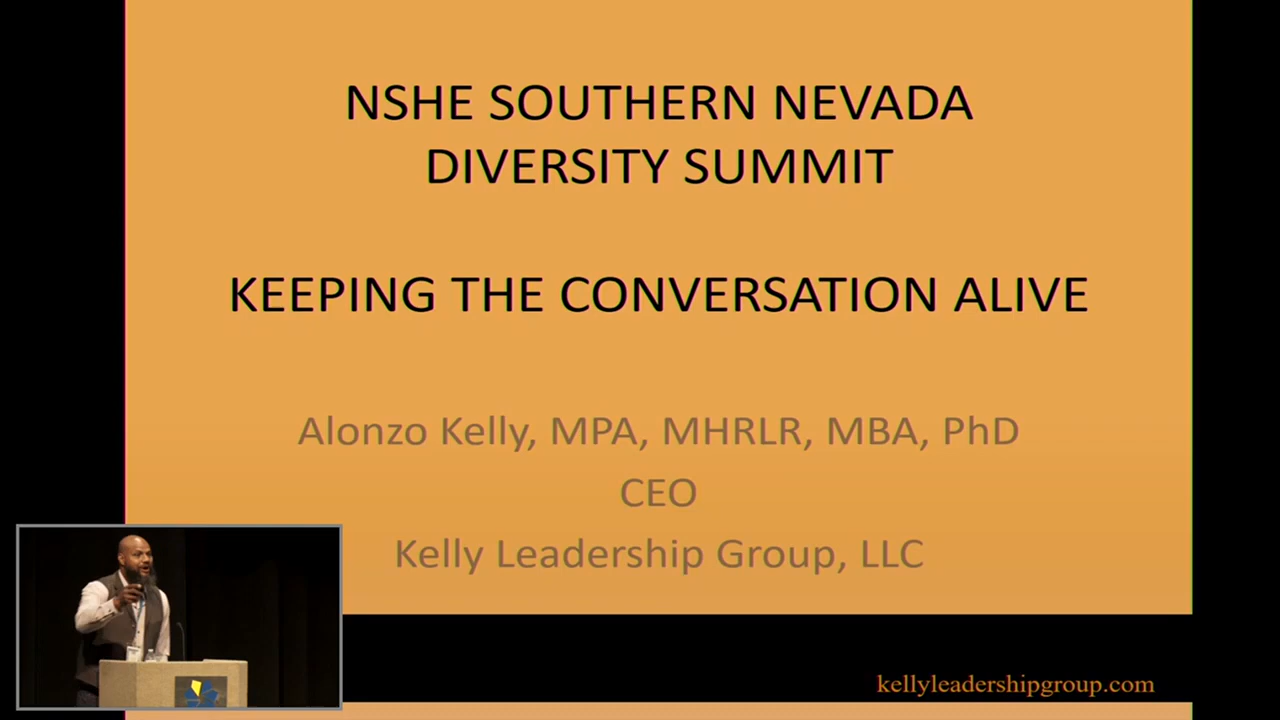 NSHE SOUTHERN NEVADA
DIVERSITY SUMMIT
KEEPING THE CONVERSATION ALIVE
Alonzo Kelly, MPA, MHRLR, MBA, PhD
CEO
Kelly Leadership Group, LLC
kellyleadershipgroup.com